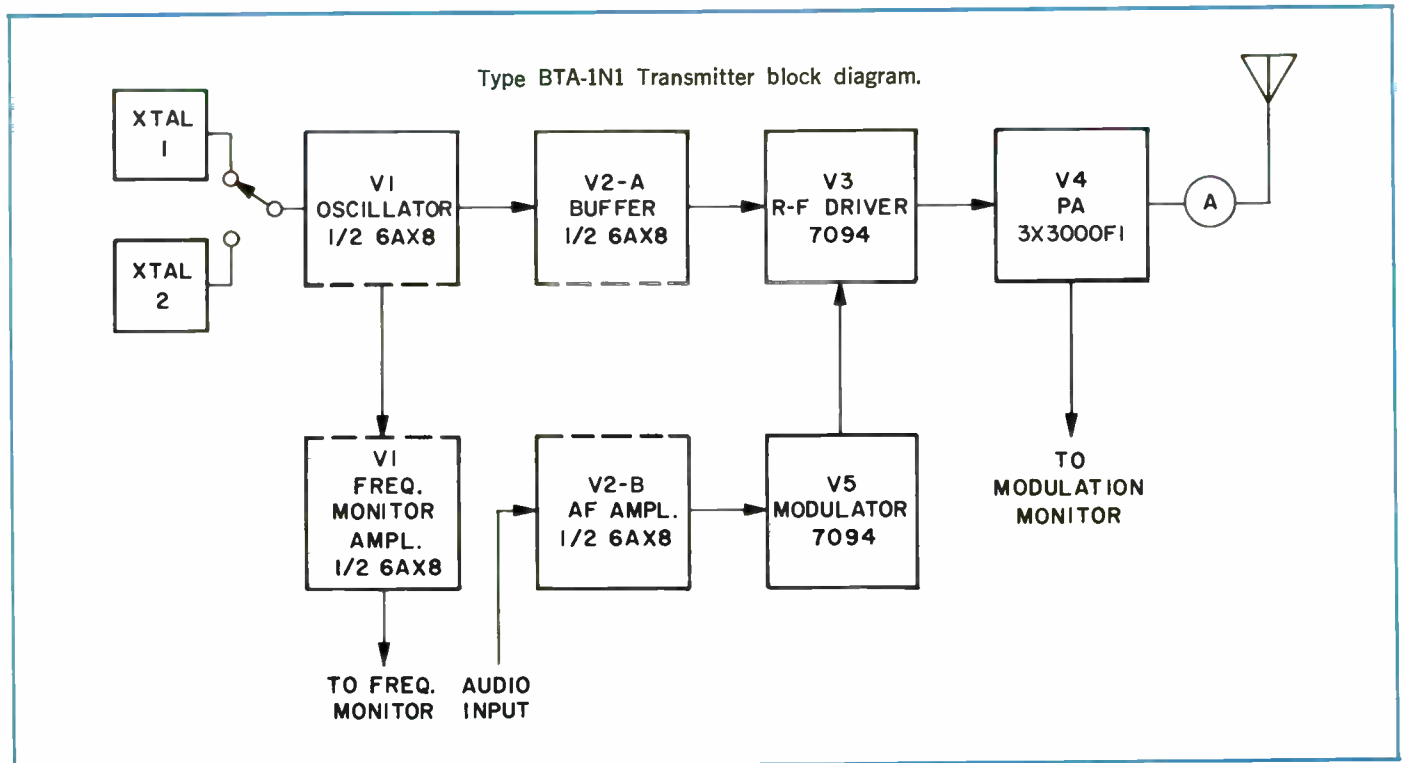 Type BTA-1N1 Transmitter block diagram.
XTAL
1
XTAL
2
V1
OSCILLATOR
1/2 6AX8
V2-A
BUFFER
1/2 6AX8
V3
R-F DRIVER
7094
V4
PA
3X3000F1
A
V1
FREQ.
MONITOR
AMPL.
1/2 6AX8
V2-B
AF AMPL.
1/2 6AX8
V5
MODULATOR
7094
TO
MODULATION
MONITOR
TO FREQ.
MONITOR
AUDIO
INPUT